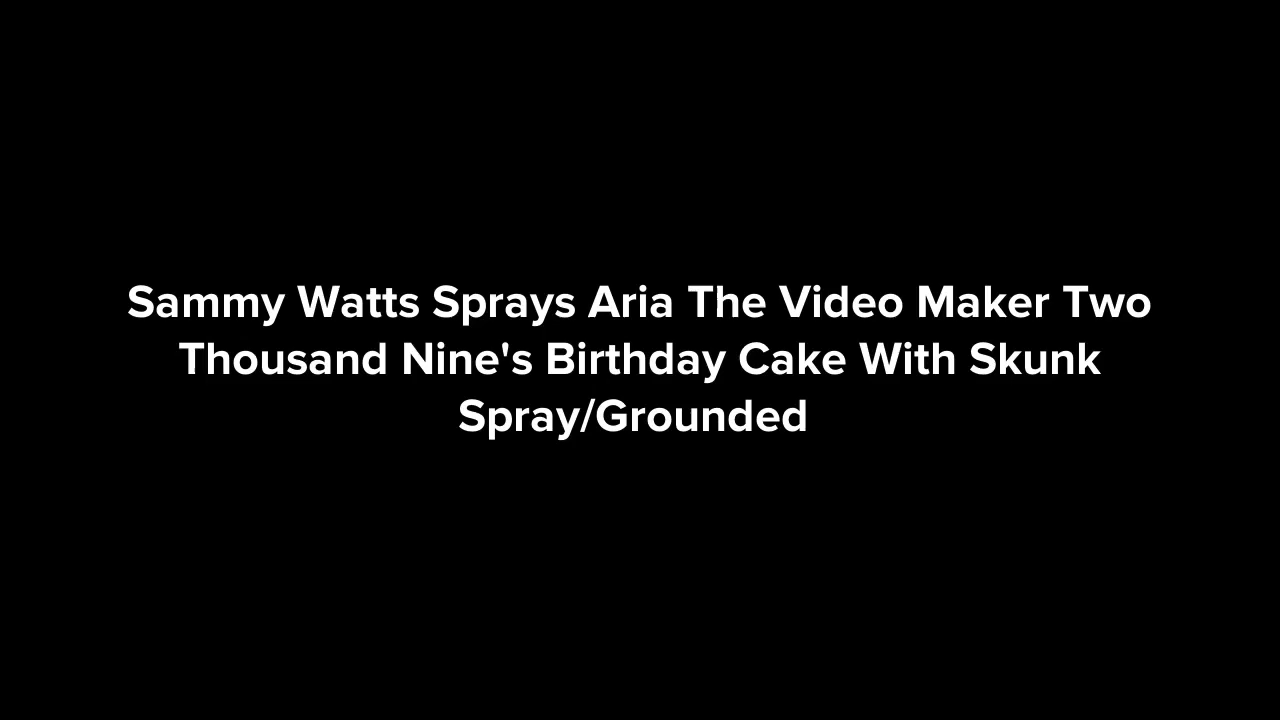 Sammy Watts Sprays Aria The Video Maker Two
Thousand Nine's Birthday Cake With Skunk
Spray/Grounded